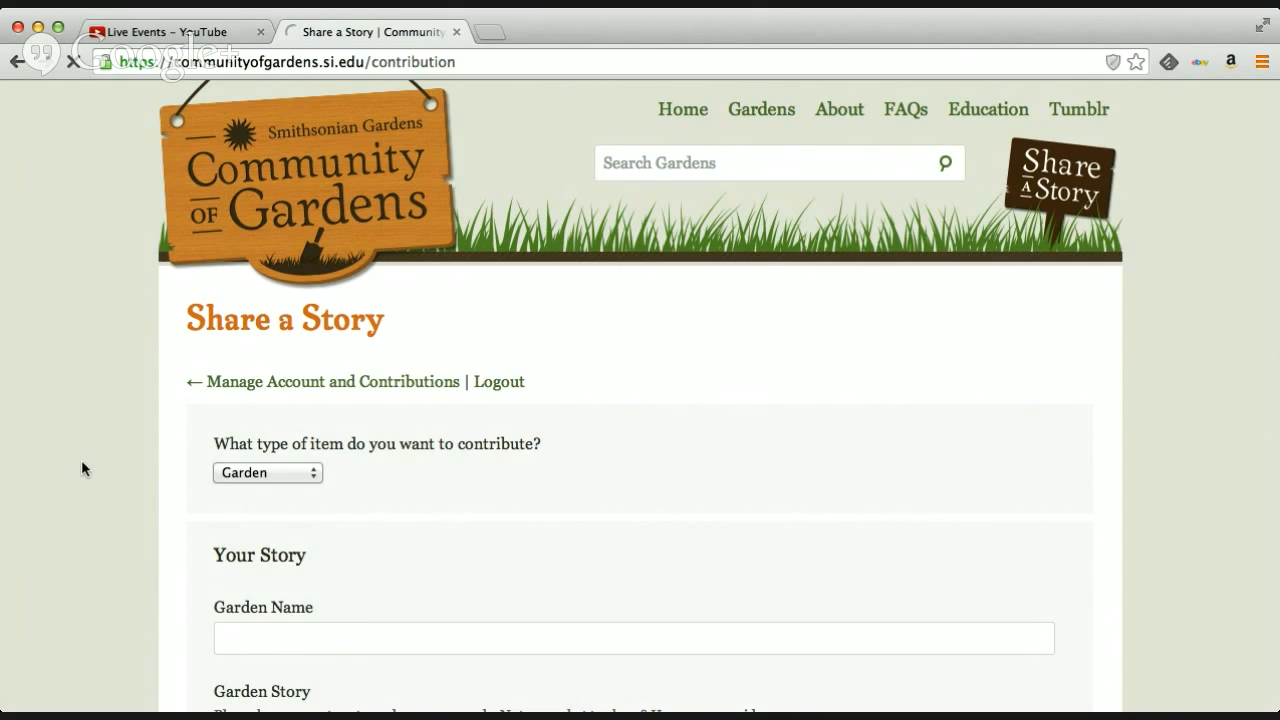 Live Events - YouTube
Share a Story | Community
Google+
https://communityofgardens.si.edu/contribution
a
Smithsonian Gardens
Community
OF Gardens
Home Gardens About FAQs Education Tumblr
Search Gardens
Share
A Story
Share a Story
← Manage Account and Contributions | Logout
What type of item do you want to contribute?
Garden
Your Story
Garden Name
Garden Story